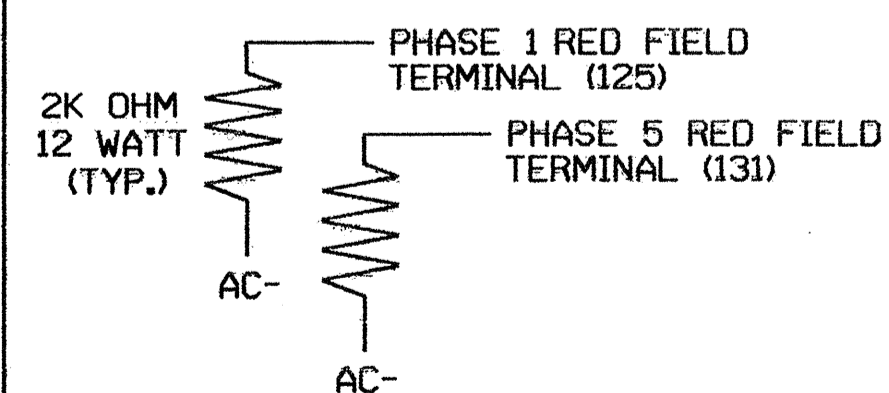 PHASE 1 RED FIELD
TERMINAL (125)
2K OHM
12 WATT
(TYP.)
PHASE 5 RED FIELD
TERMINAL (131)
AC-
AC-